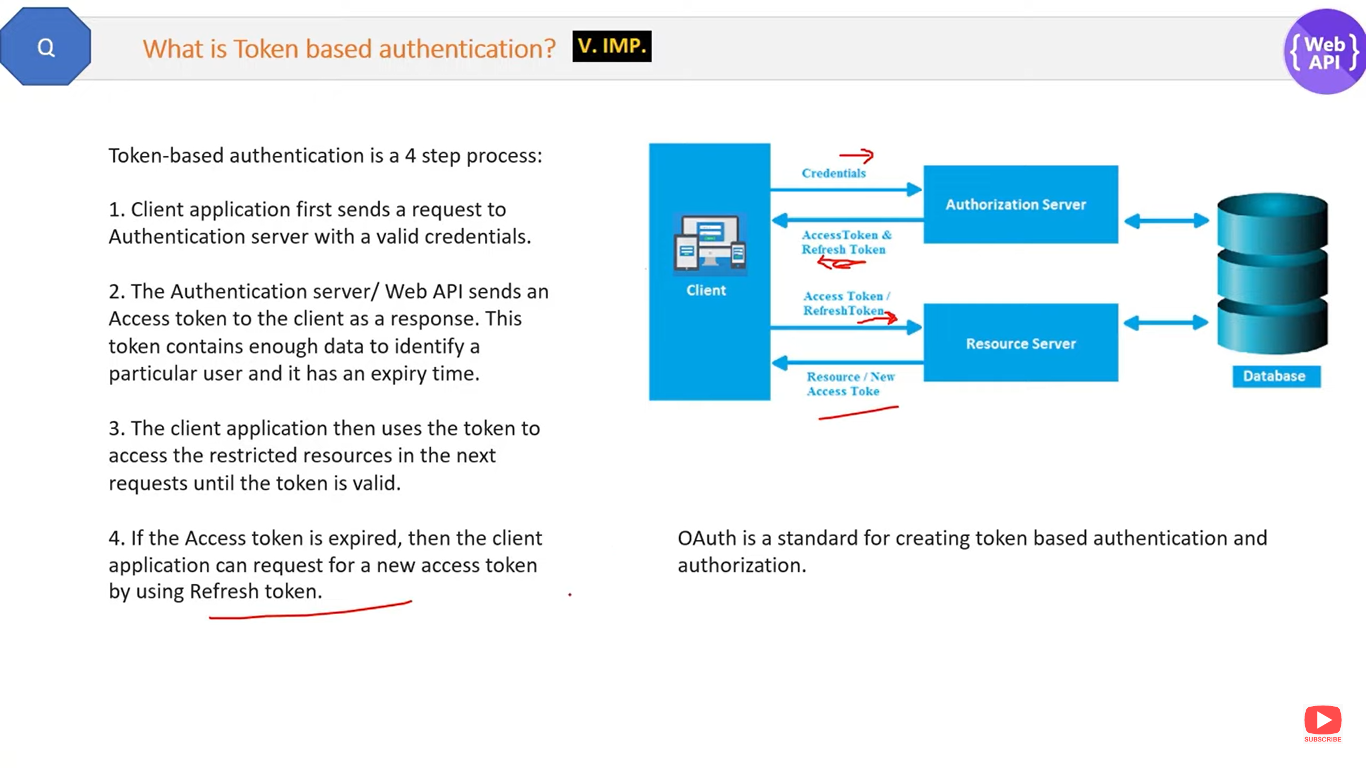 Q
What is Token based authentication?
V. IMP.
{Web
API}
Token-based authentication is a 4 step process:
1. Client application first sends a request to
Authentication server with a valid credentials.
2. The Authentication server/ Web API sends an
Access token to the client as a response. This
token contains enough data to identify a
particular user and it has an expiry time.
3. The client application then uses the token to
access the restricted resources in the next
requests until the token is valid.
4. If the Access token is expired, then the client
application can request for a new access token
by using Refresh token.
Client
Credentials
AccessToken &
Refresh Token
Access Token /
RefreshToken
Resource / New
Access Toke
Authorization Server
Resource Server
Database
OAuth is a standard for creating token based authentication and
authorization.
SUBSCRIBE